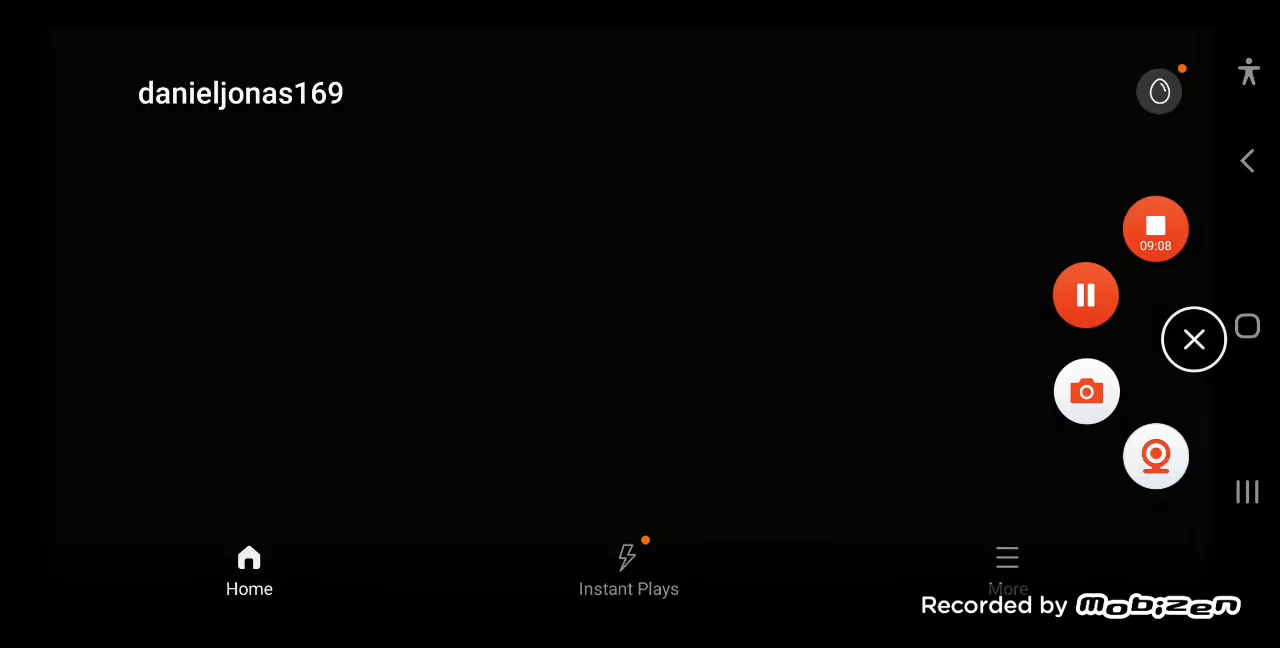 danieljonas169
09:08
Home
Instant Plays
More
Recorded by mobizen